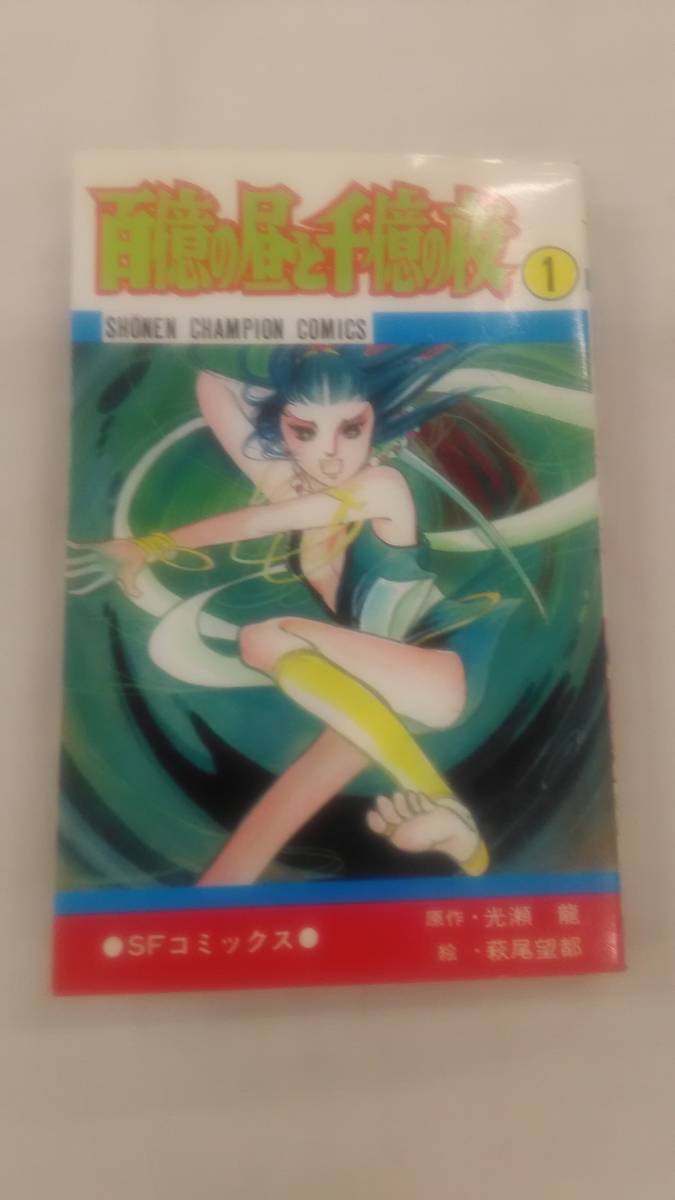 百億の昼と千億の夜
1
SHŌNEN CHAMPION COMICS
●SFコミックス●
原作・光瀬 龍
絵・萩尾望都